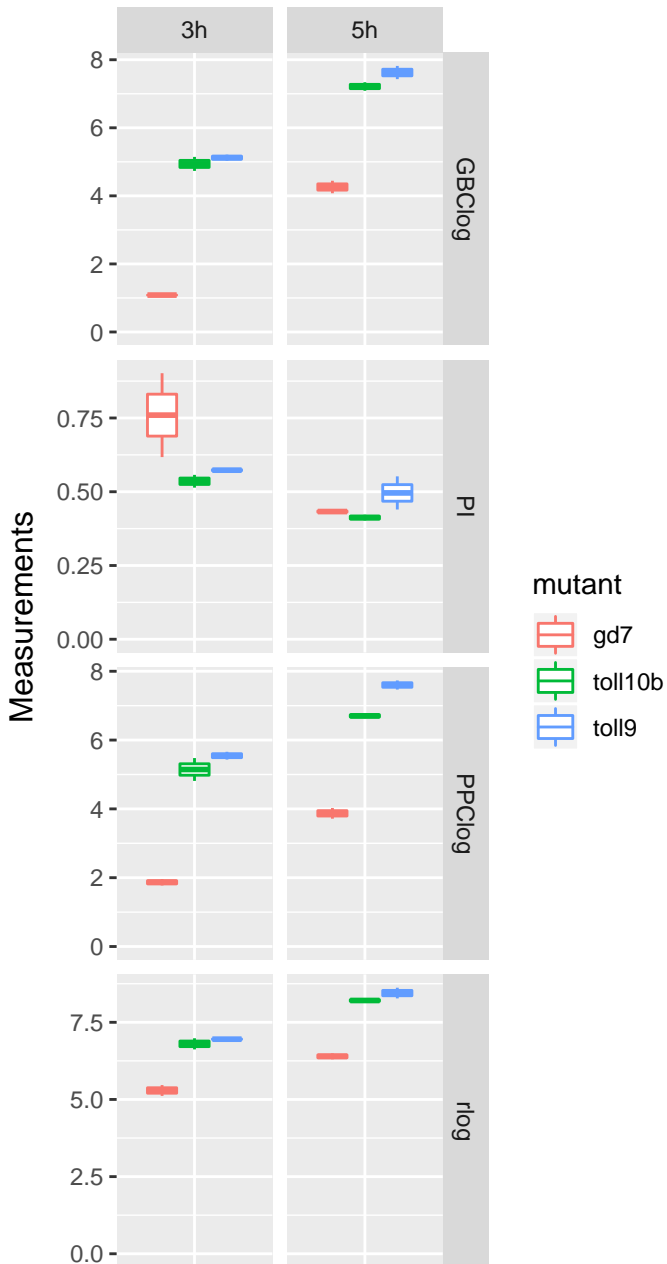 3h
5h
8
6
4
2
0
GBClog
0.75
0.50
0.25
0.00
PI
8
6
4
2
0
PPClog
7.5
5.0
2.5
0.0
rlog
Measurements
mutant
gd7
toll10b
toll9